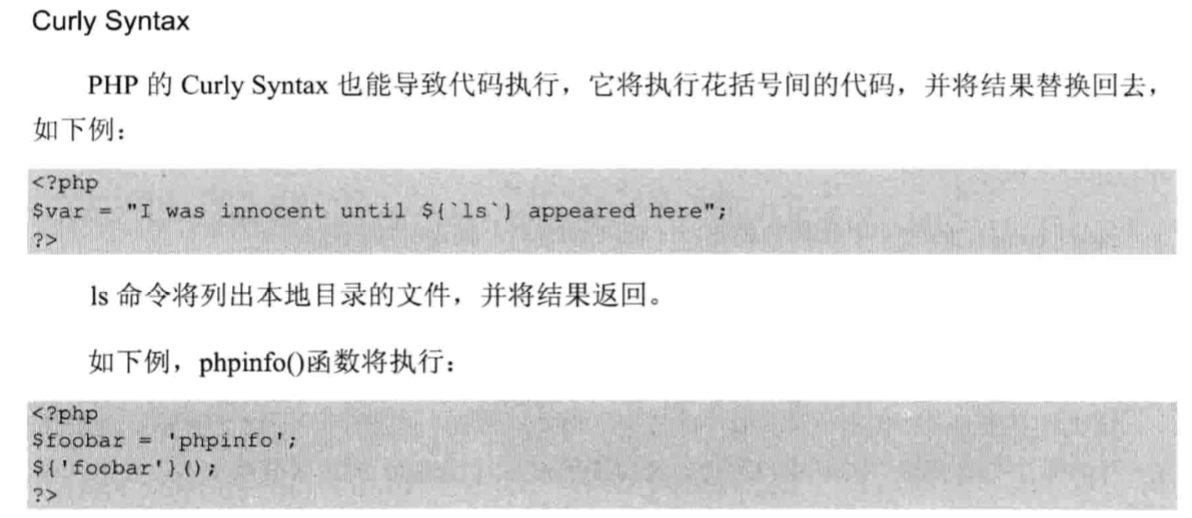 Curly Syntax
PHP 的 Curly Syntax 也能导致代码执行，它将执行花括号间的代码，并将结果替换回去，
如下例：
<?php
$var = "I was innocent until ${`ls`} appeared here";
?>
ls 命令将列出本地目录的文件，并将结果返回。
如下例，phpinfo()函数将执行：
<?php
$foobar = 'phpinfo';
${'foobar'}();
?>